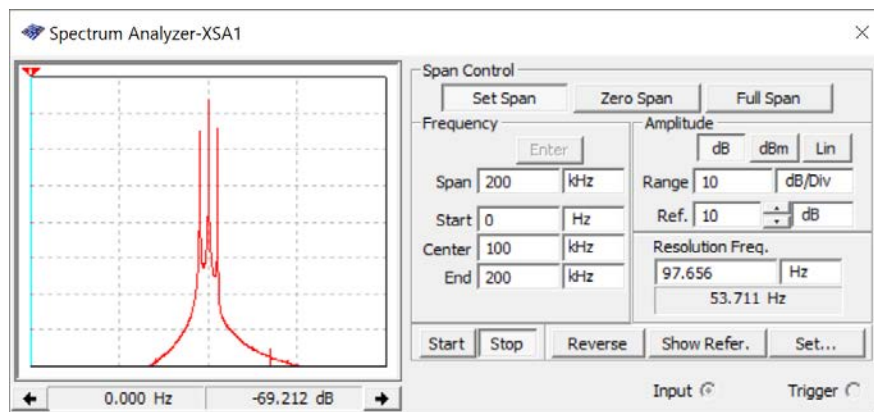 Spectrum Analyzer-XSA1
Span Control
Set Span Zero Span Full Span
Frequency
Enter
Span 200 kHz
Start 0 Hz
Center 100 kHz
End 200 kHz
Amplitude
dB dBm Lin
Range 10 dB/Div
Ref. 10 dB
Resolution Freq.
97.656 Hz
53.711 Hz
Start Stop Reverse Show Refer. Set...
0.000 Hz -69.212 dB
Input Trigger